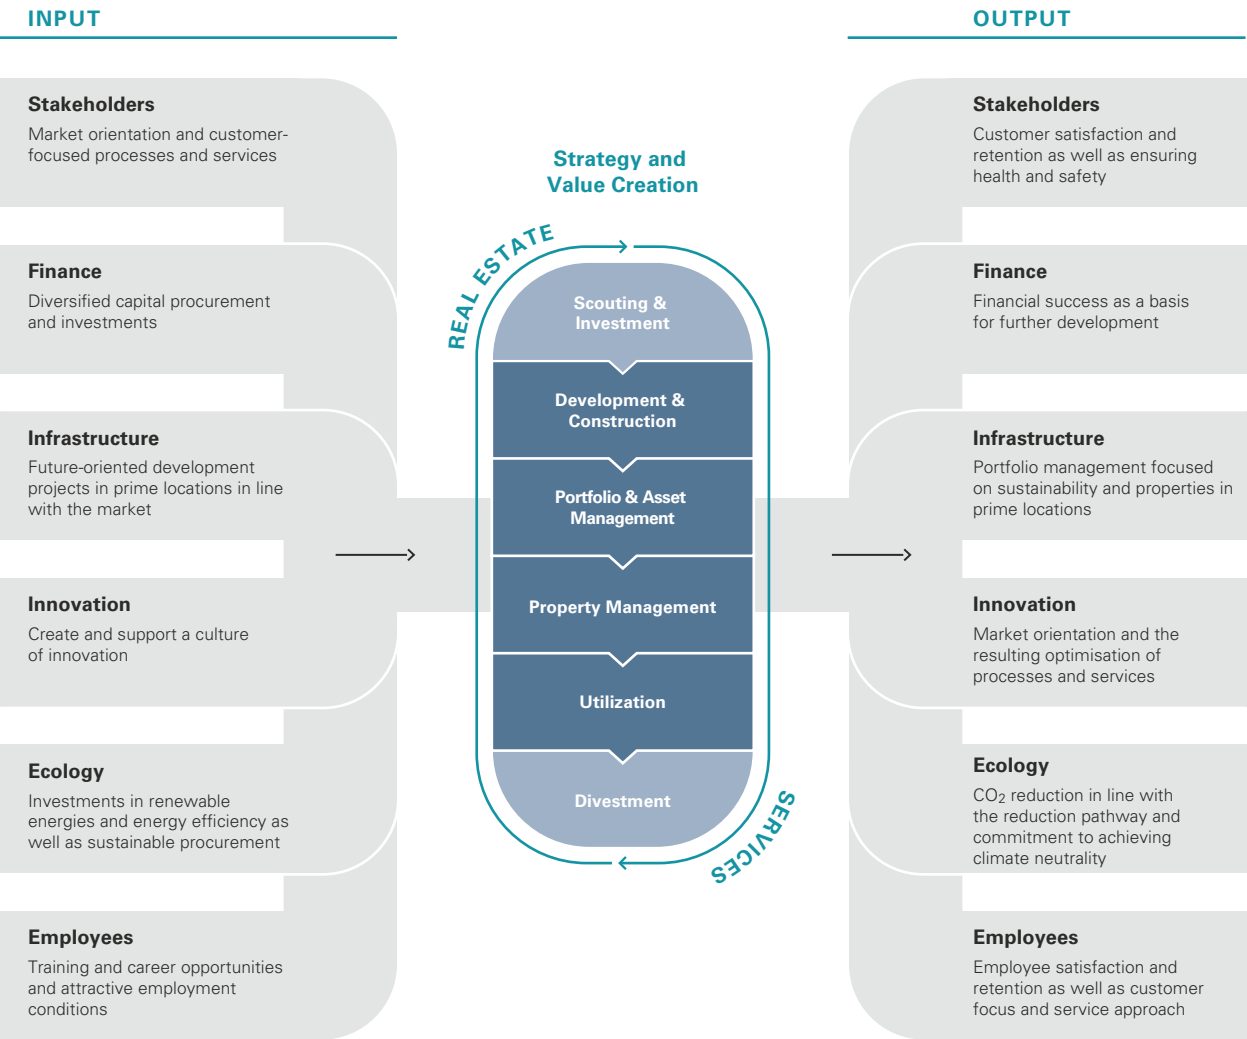 INPUT
Stakeholders
Market orientation and customer-
focused processes and services
Finance
Diversified capital procurement
and investments
Infrastructure
Future-oriented development
projects in prime locations in line
with the market
Innovation
Create and support a culture
of innovation
Ecology
Investments in renewable
energies and energy efficiency as
well as sustainable procurement
Employees
Training and career opportunities
and attractive employment
conditions
Strategy and
Value Creation
REAL ESTATE
Scouting &
Investment
Development &
Construction
Portfolio & Asset
Management
Property Management
Utilization
Divestment
SERVICES
OUTPUT
Stakeholders
Customer satisfaction and
retention as well as ensuring
health and safety
Finance
Financial success as a basis
for further development
Infrastructure
Portfolio management focused
on sustainability and properties in
prime locations
Innovation
Market orientation and the
resulting optimisation of
processes and services
Ecology
CO2 reduction in line with
the reduction pathway and
commitment to achieving
climate neutrality
Employees
Employee satisfaction and
retention as well as customer
focus and service approach